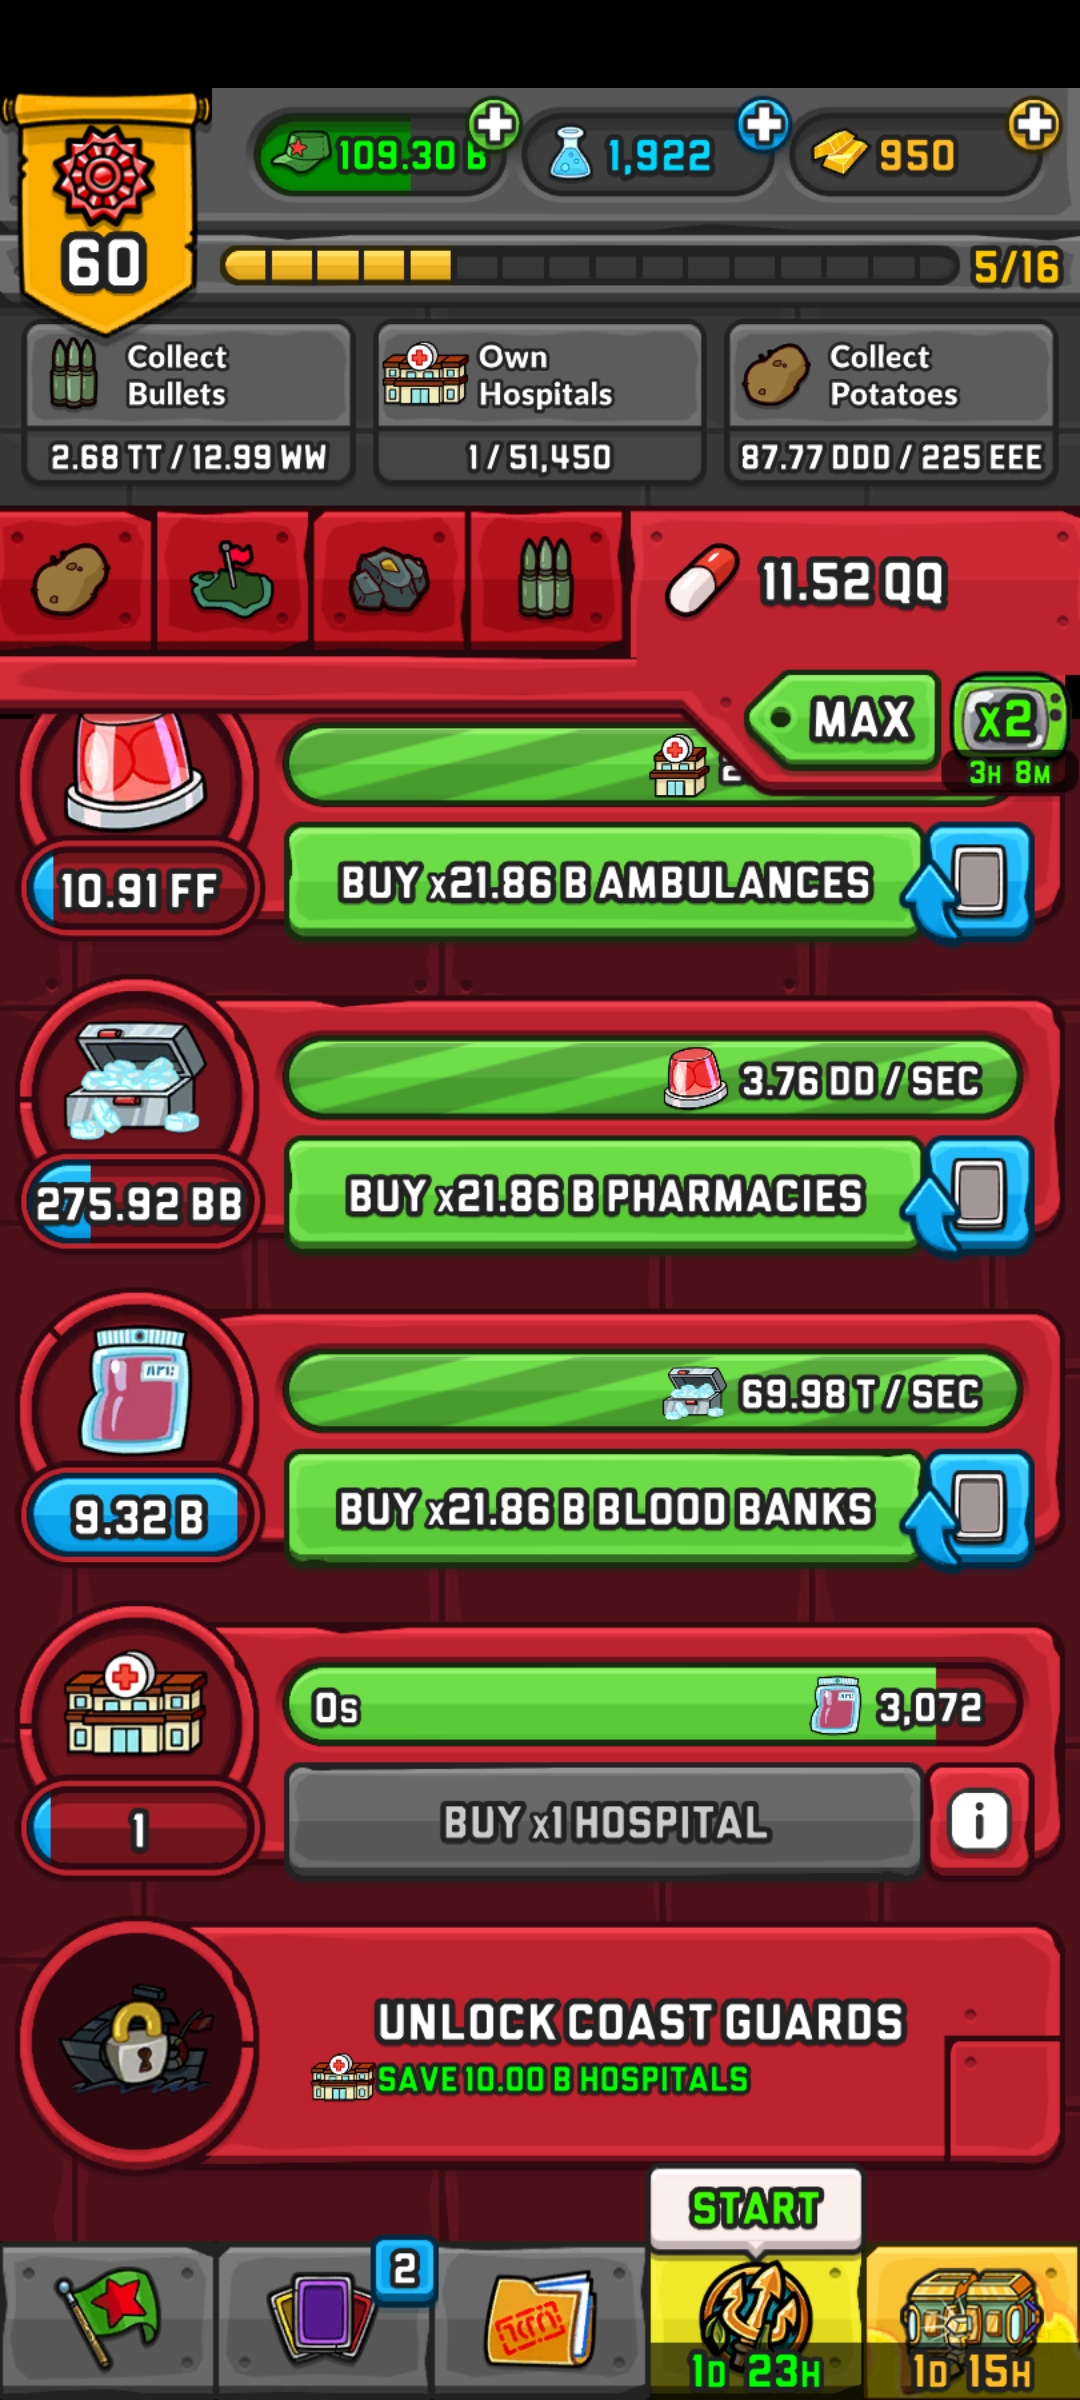 109.30 B
1,922
950
60
5/16
Collect
Bullets
Own
Hospitals
Collect
Potatoes
2.68 TT / 12.99 WW
1 / 51,450
87.77 DDD / 225 EEE
11.52 QQ
MAX
x2
3H 8M
10.91 FF
BUY x21.86 B AMBULANCES
3.76 DD / SEC
275.92 BB
BUY x21.86 B PHARMACIES
69.98 T / SEC
9.32 B
BUY x21.86 B BLOOD BANKS
0s
3,072
1
BUY x1 HOSPITAL
i
UNLOCK COAST GUARDS
SAVE 10.00 B HOSPITALS
START
2
1D 23H
1D 15H